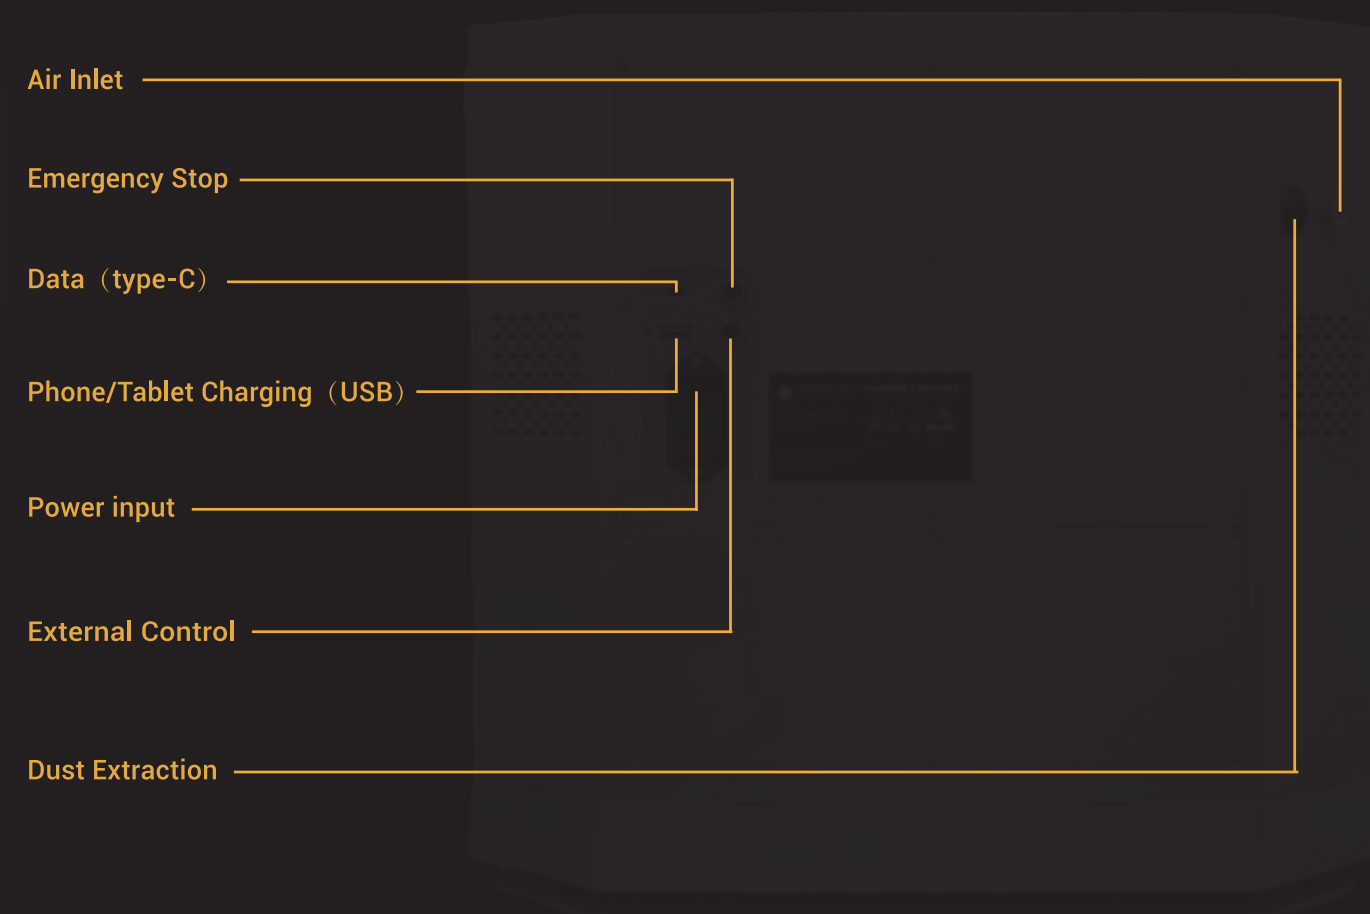 Air Inlet
Emergency Stop
Data（type-C）
Phone/Tablet Charging（USB）
Power input
External Control
Dust Extraction